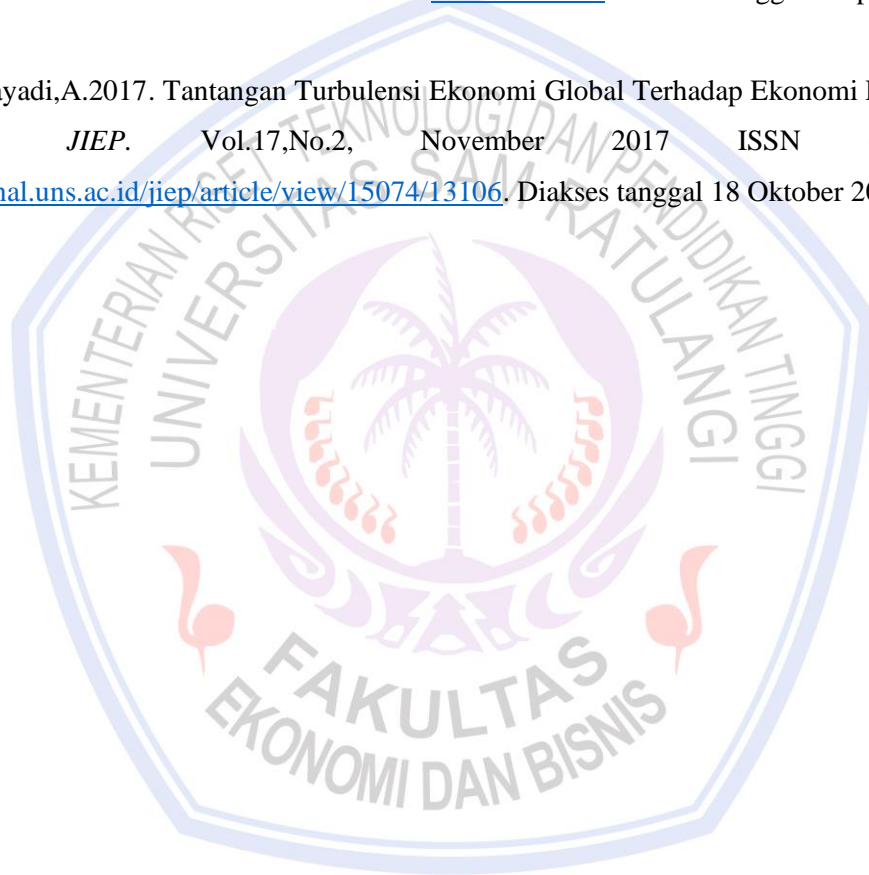 ayadi,A.2017. Tantangan Turbulensi Ekonomi Global Terhadap Ekonomi
JIEP. Vol.17,No.2, November 2017 ISSN
nal.uns.ac.id/jiep/article/view/15074/13106. Diakses tanggal 18 Oktober 20
KEMENTERIAN RISET TEKNOLOGI DAN PENDIDIKAN TINGGI
UNIVERSITAS SAM RATULANGI
FAKULTAS
EKONOMI DAN BISNIS